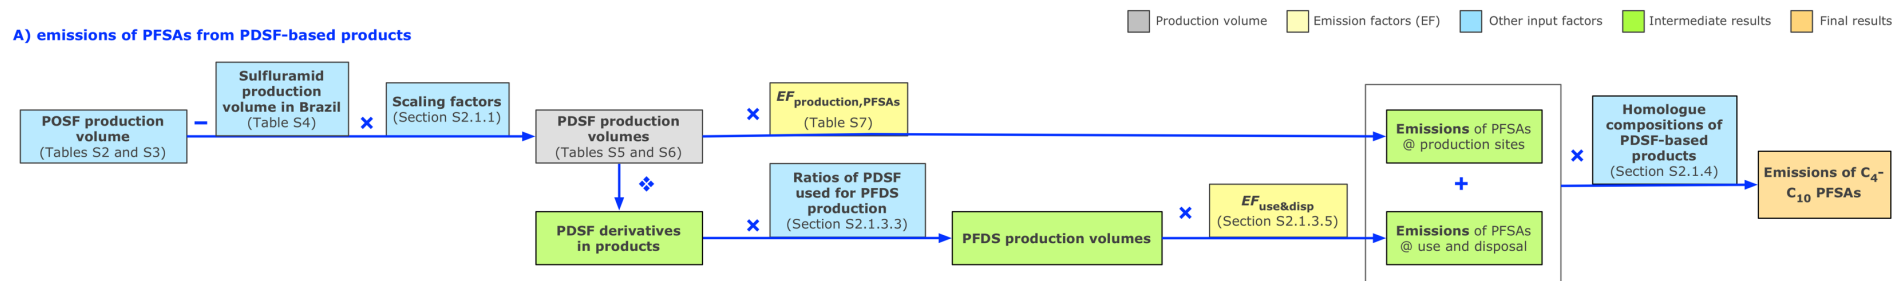 Production volume
Emission factors (EF)
Other input factors
Intermediate results
Final results
A) emissions of PFSAs from PDSF-based products
POSF production
volume
(Tables S2 and S3)
−
Sulfluramid
production
volume in Brazil
(Table S4)
×
Scaling factors
(Section S2.1.1)
PDSF production
volumes
(Tables S5 and S6)
×
EFproduction,PFSAs
(Table S7)
Emissions of PFSAs
@ production sites
❖
PDSF derivatives
in products
×
Ratios of PDSF
used for PFDS
production
(Section S2.1.3.3)
PFDS production volumes
×
EFuse&disp
(Section S2.1.3.5)
+
Emissions of PFSAs
@ use and disposal
×
Homologue
compositions of
PDSF-based
products
(Section S2.1.4)
Emissions of C4-
C10 PFSAs